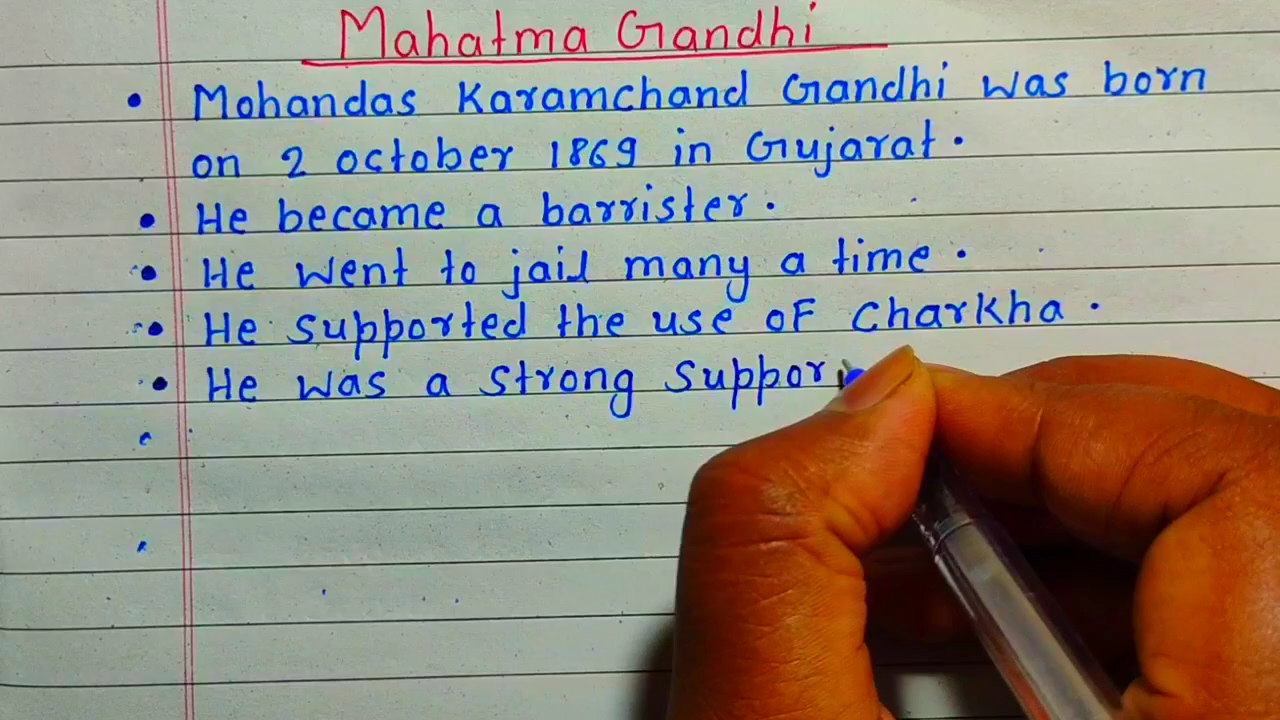 Mahatma Gandhi
• Mohandas Karamchand Gandhi was born
on 2 october 1869 in Gujarat.
• He became a barrister.
• He went to jail many a time.
• He supported the use of charkha.
• He was a strong suppor